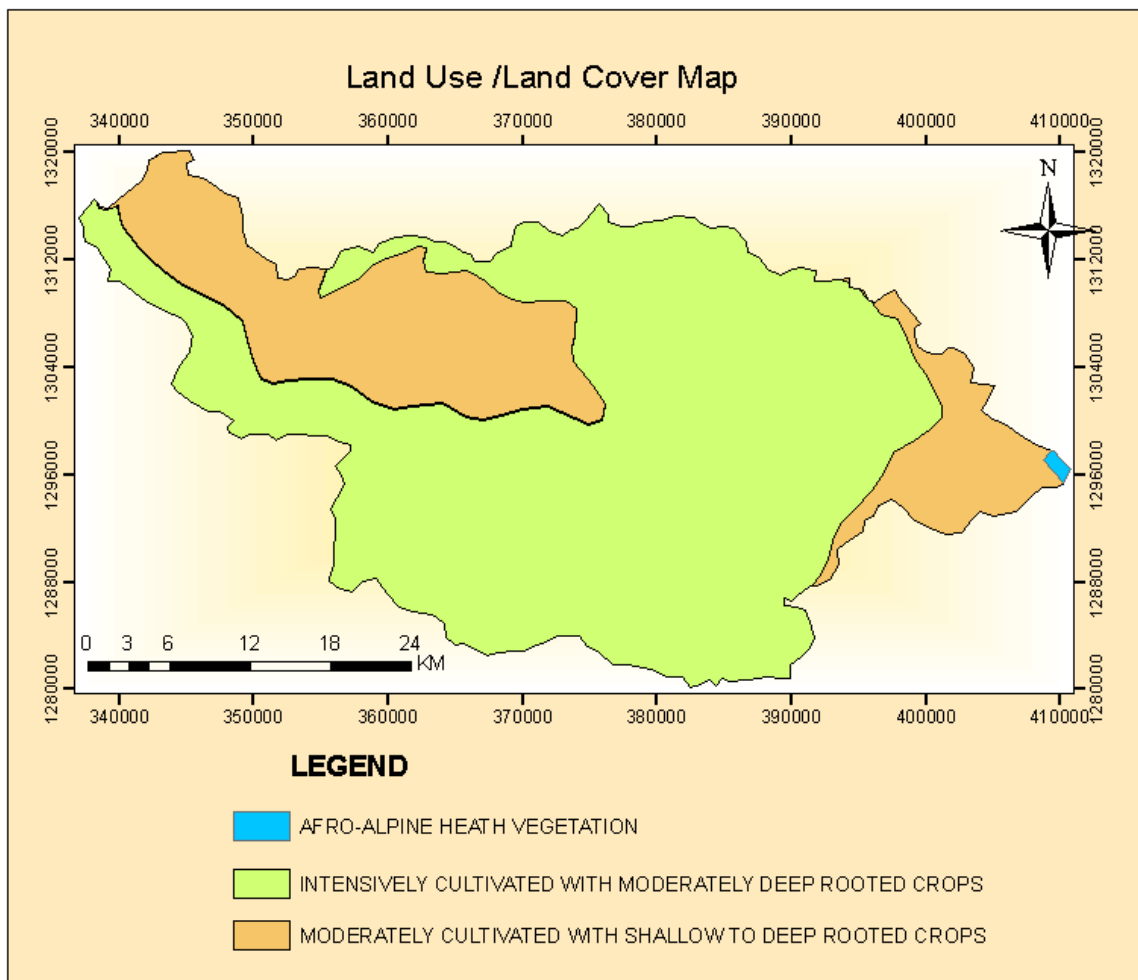 Land Use /Land Cover Map
340000 350000 360000 370000 380000 390000 400000 410000
1320000 1320000
N
1312000 1312000
1304000 1304000
1296000 1296000
1288000 1288000
0 3 6 12 18 24
KM
1280000 1280000
340000 350000 360000 370000 380000 390000 400000 410000
LEGEND
AFRO-ALPINE HEATH VEGETATION
INTENSIVELY CULTIVATED WITH MODERATELY DEEP ROOTED CROPS
MODERATELY CULTIVATED WITH SHALLOW TO DEEP ROOTED CROPS